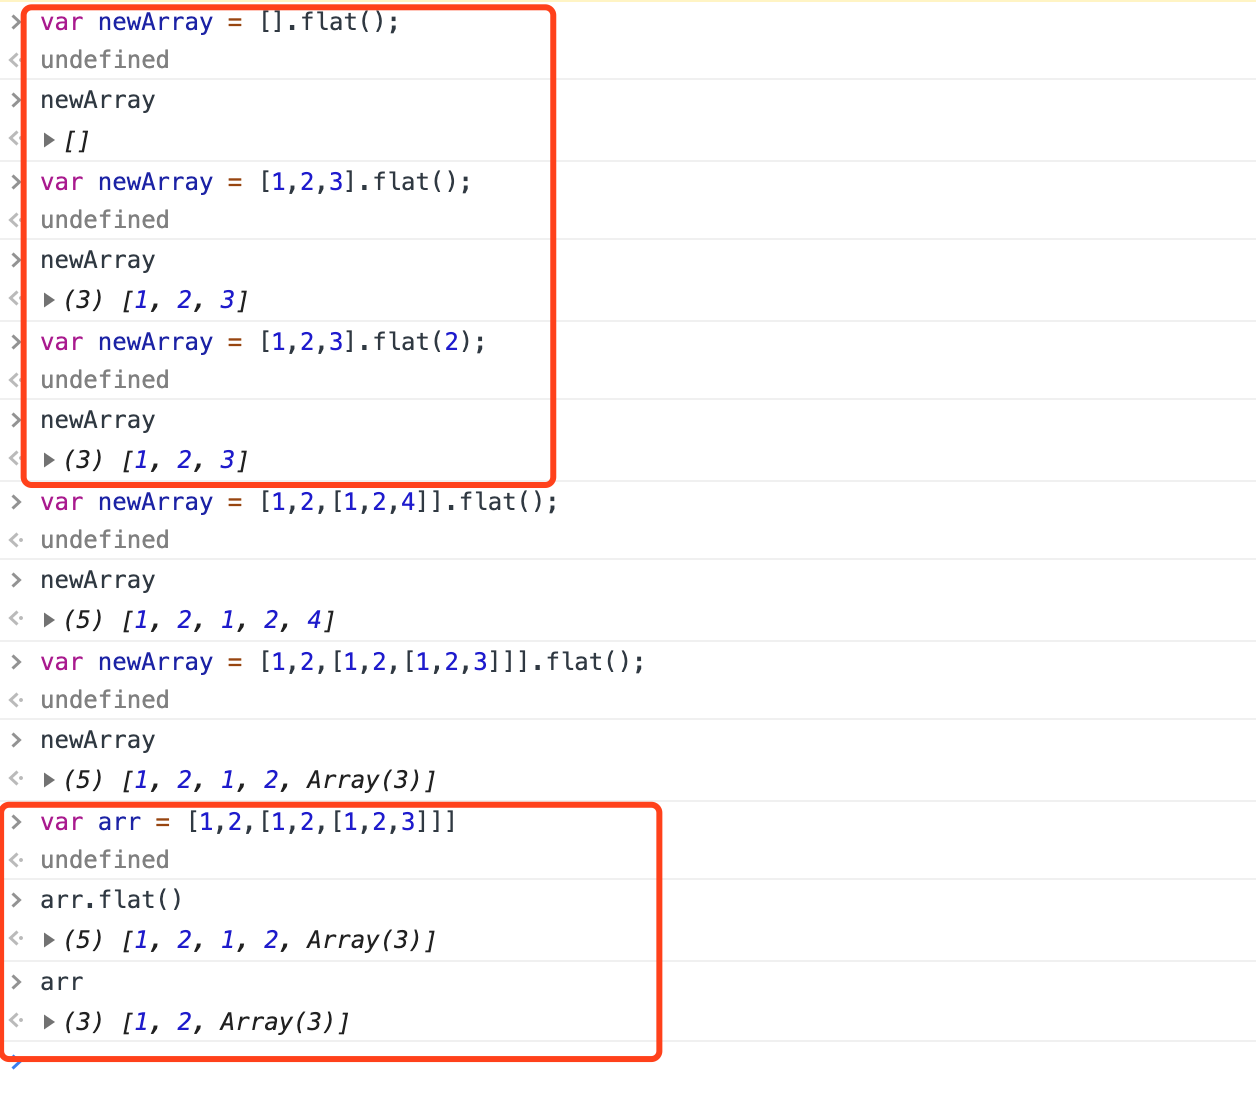 var newArray = [].flat();
undefined
newArray
[]
var newArray = [1,2,3].flat();
undefined
newArray
(3) [1, 2, 3]
var newArray = [1,2,3].flat(2);
undefined
newArray
(3) [1, 2, 3]
var newArray = [1,2,[1,2,4]].flat();
undefined
newArray
(5) [1, 2, 1, 2, 4]
var newArray = [1,2,[1,2,[1,2,3]]].flat();
undefined
newArray
(5) [1, 2, 1, 2, Array(3)]
var arr = [1,2,[1,2,[1,2,3]]]
undefined
arr.flat()
(5) [1, 2, 1, 2, Array(3)]
arr
(3) [1, 2, Array(3)]